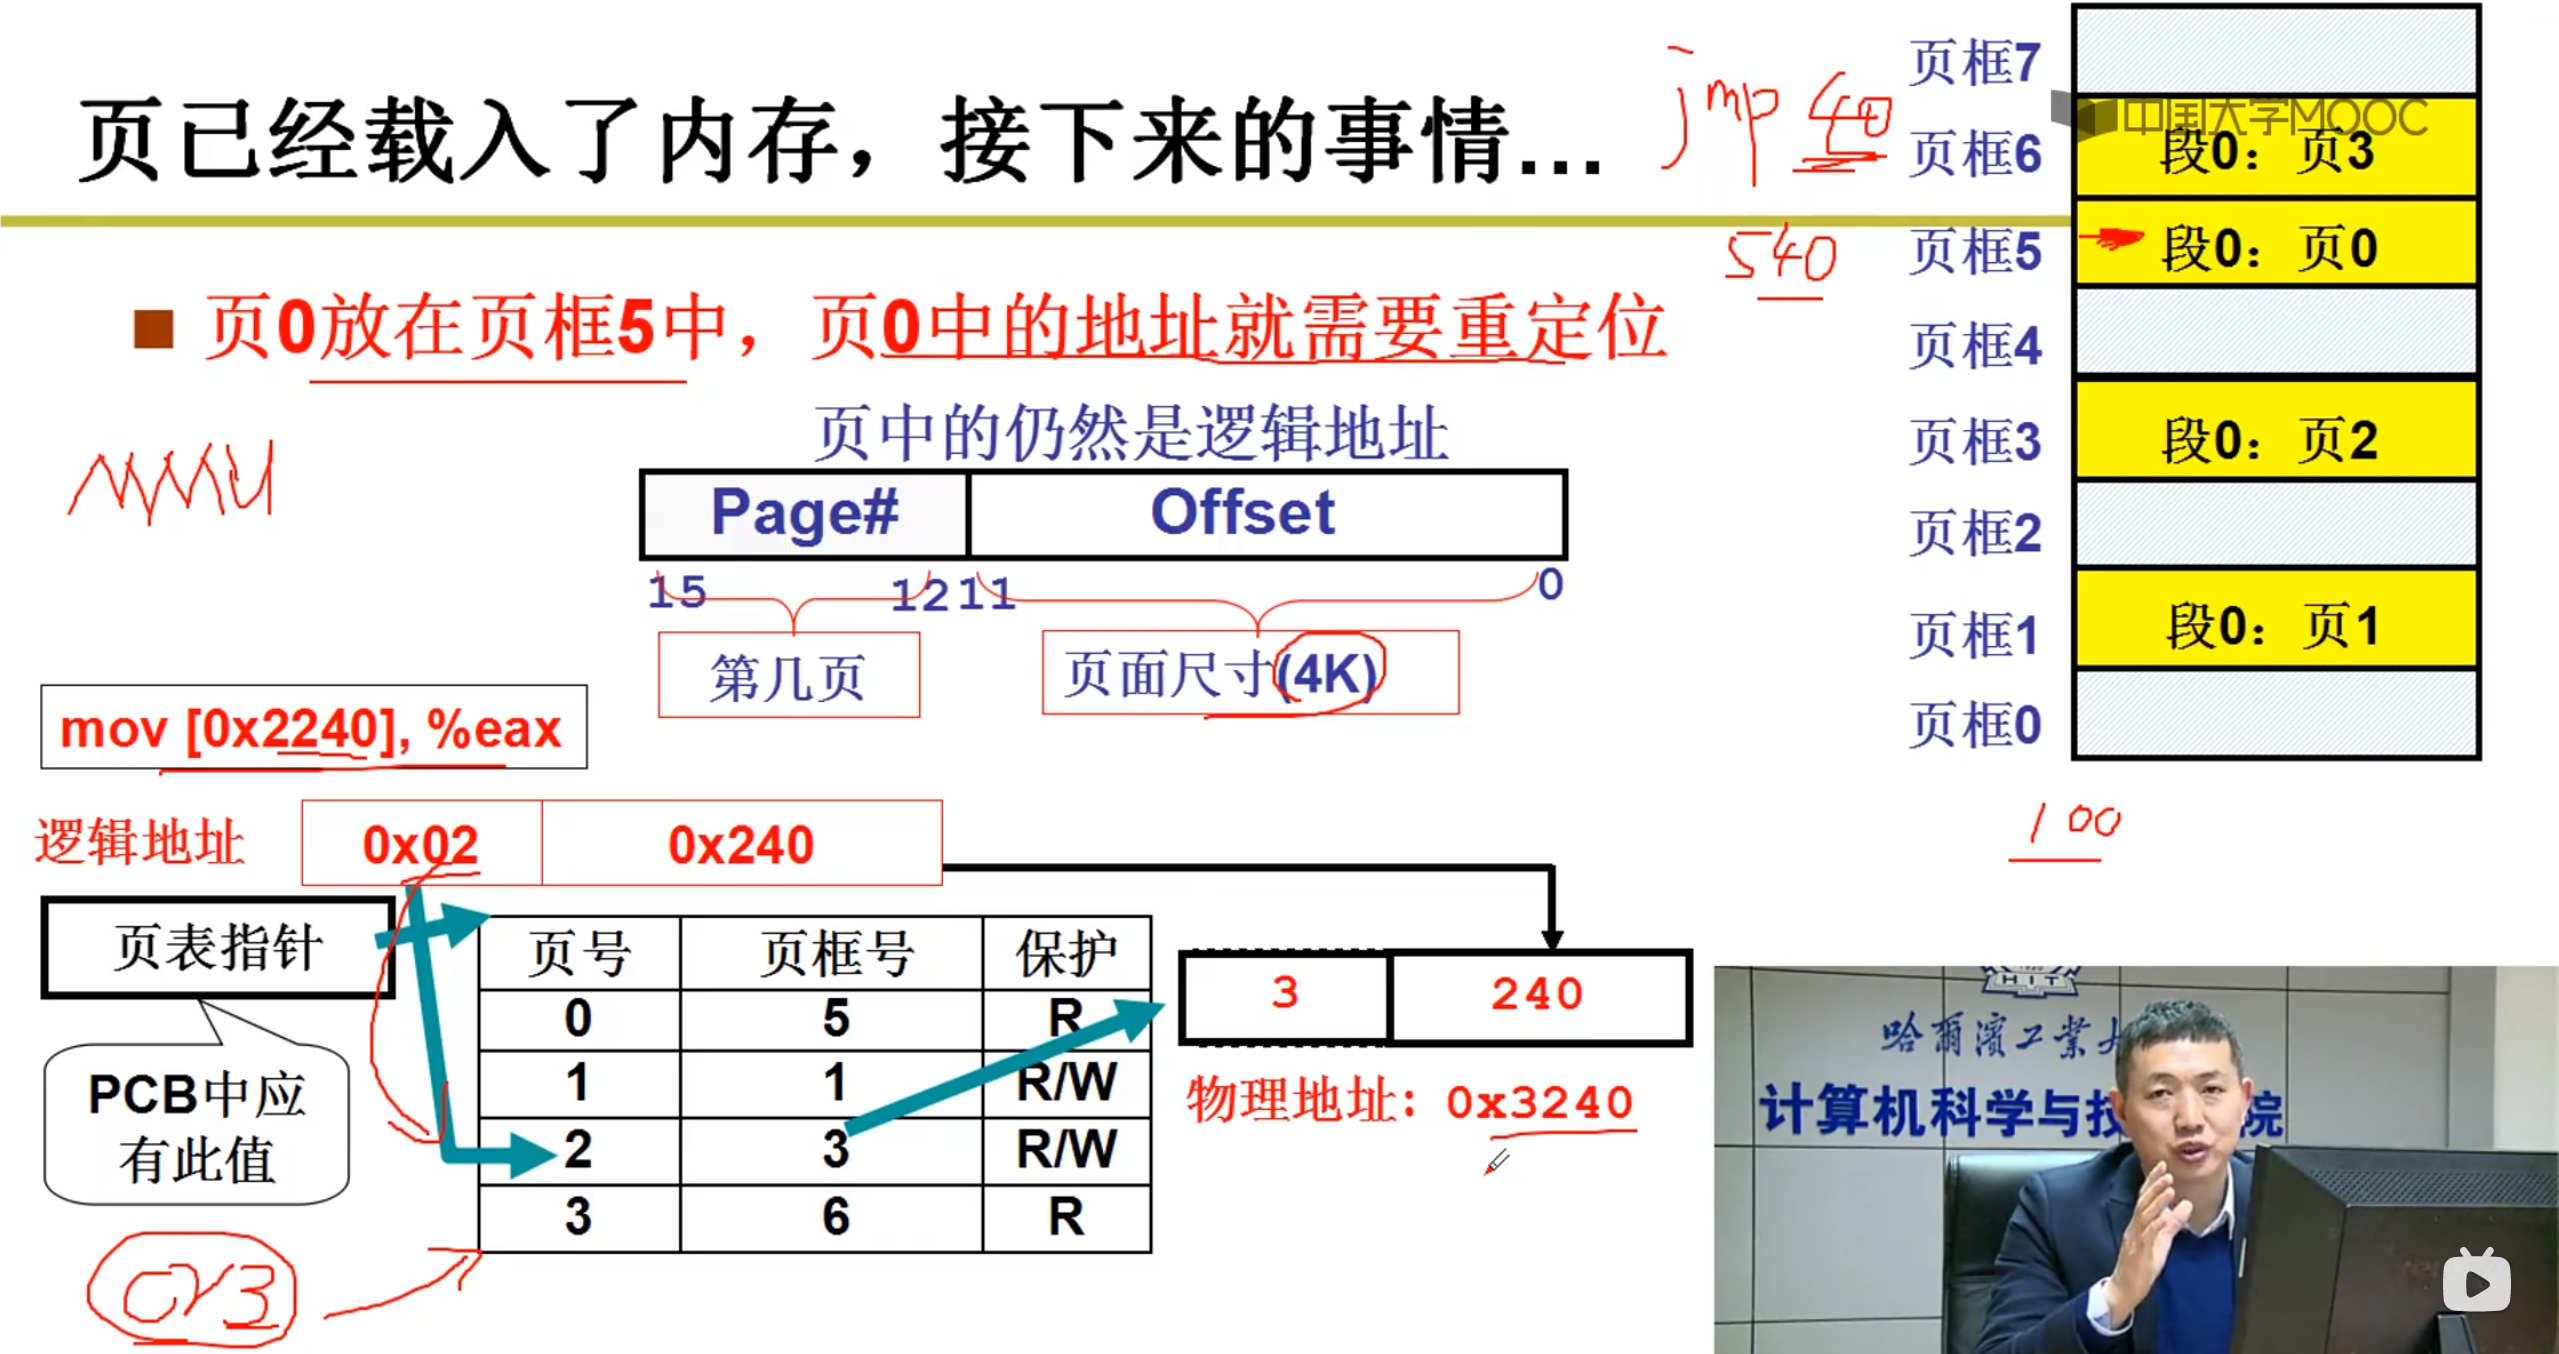 页已经载入了内存，接下来的事情…
jmp 40
540
页0放在页框5中，页0中的地址就需要重定位
页中的仍然是逻辑地址
MMU
Page# Offset
15 12 11 0
第几页 页面尺寸(4K)
mov [0x2240], %eax
逻辑地址 0x02 0x240
页表指针
PCB中应
有此值
cr3
页号 页框号 保护
0 5 R
1 1 R/W
2 3 R/W
3 6 R
3 240
物理地址：0x3240
中国大学MOOC
页框7
页框6 段0：页3
页框5 段0：页0
页框4
页框3 段0：页2
页框2
页框1 段0：页1
页框0
100
HIT
哈爾濱工業大
计算机科学与技 院